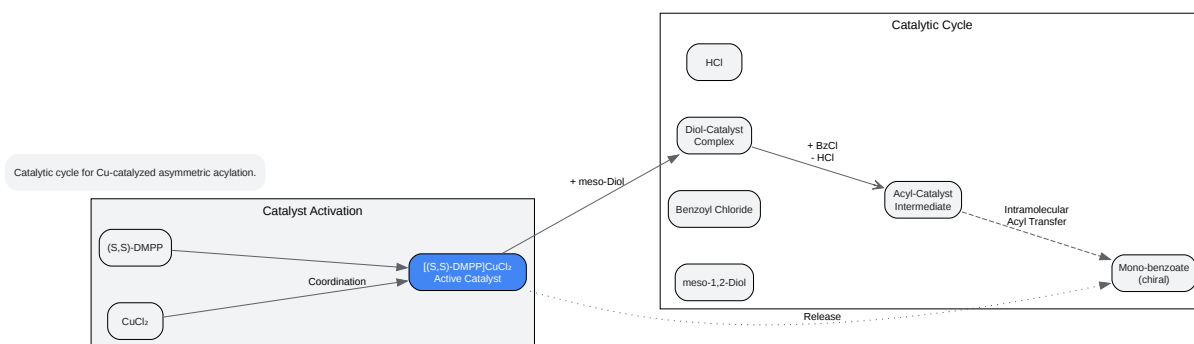 Catalytic Cycle
HCl
Diol-Catalyst
Complex
+ BzCl
- HCl
Catalytic cycle for Cu-catalyzed asymmetric acylation.
+ meso-Diol
Acyl-Catalyst
Intermediate
Benzoyl Chloride
Intramolecular
Acyl Transfer
Catalyst Activation
(S,S)-DMPP
[(S,S)-DMPP]CuCl₂
Active Catalyst
Coordination
CuCl₂
meso-1,2-Diol
Mono-benzoate
(chiral)
Release